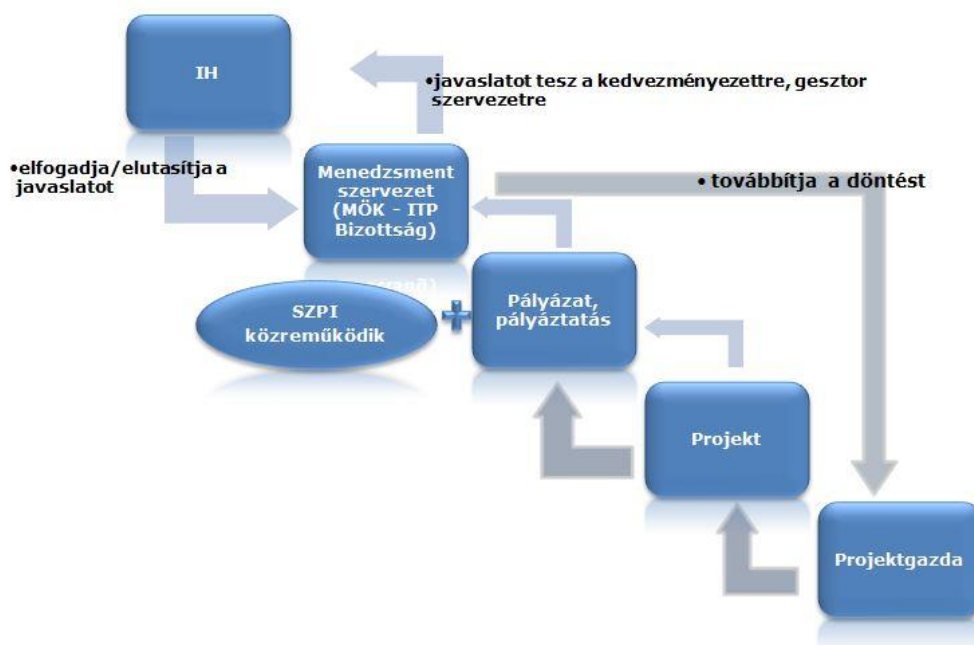 IH
•javaslatot tesz a kedvezményezettre, gesztor
szervezetre
•elfogadja/elutasítja a
javaslatot
Menedzsment
szervezet
(MÖK - ITP
Bizottság)
• továbbítja a döntést
SZPI
közreműködik
Pályázat,
pályáztatás
Projekt
Projektgazda